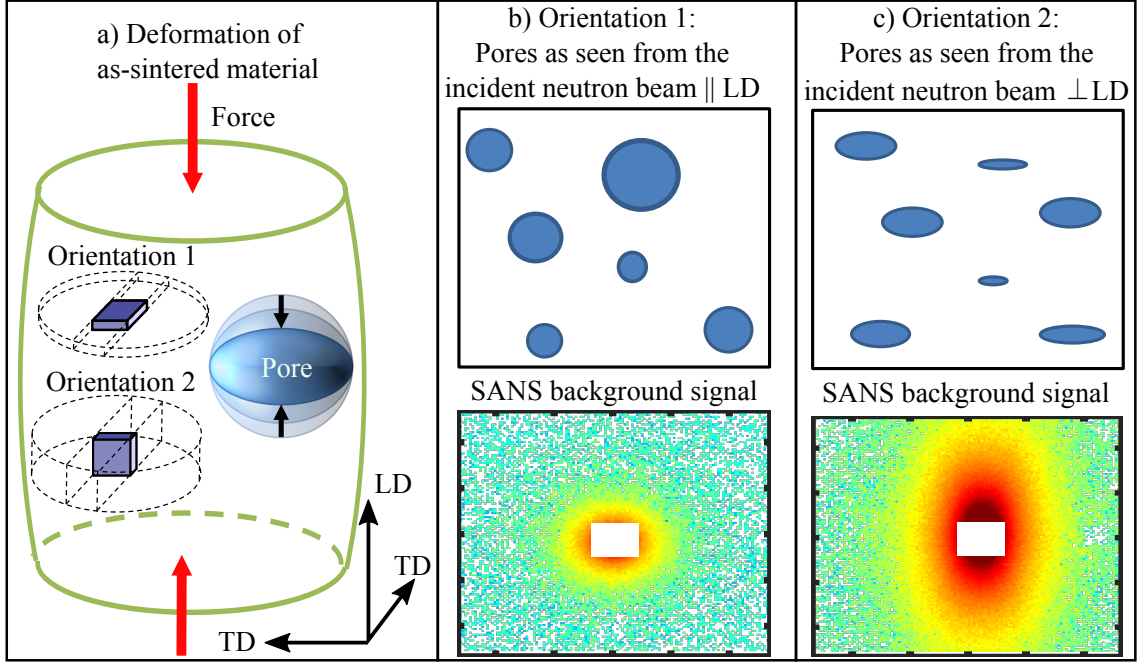 a) Deformation of
as-sintered material
Force
Orientation 1
Pore
Orientation 2
LD
TD
TD
b) Orientation 1:
Pores as seen from the
incident neutron beam || LD
SANS background signal
c) Orientation 2:
Pores as seen from the
incident neutron beam ⊥ LD
SANS background signal